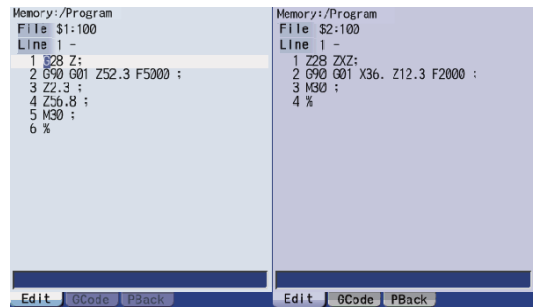 Memory:/Program
File $1:100
Line 1 -
1 G28 Z;
2 G90 G01 Z52.3 F5000 ;
3 Z2.3 ;
4 Z56.8 ;
5 M30 ;
6 %
Edit GCode PBack
Memory:/Program
File $2:100
Line 1 -
1 Z28 ZXZ;
2 G90 G01 X36. Z12.3 F2000 ;
3 M30 ;
4 %
Edit GCode PBack